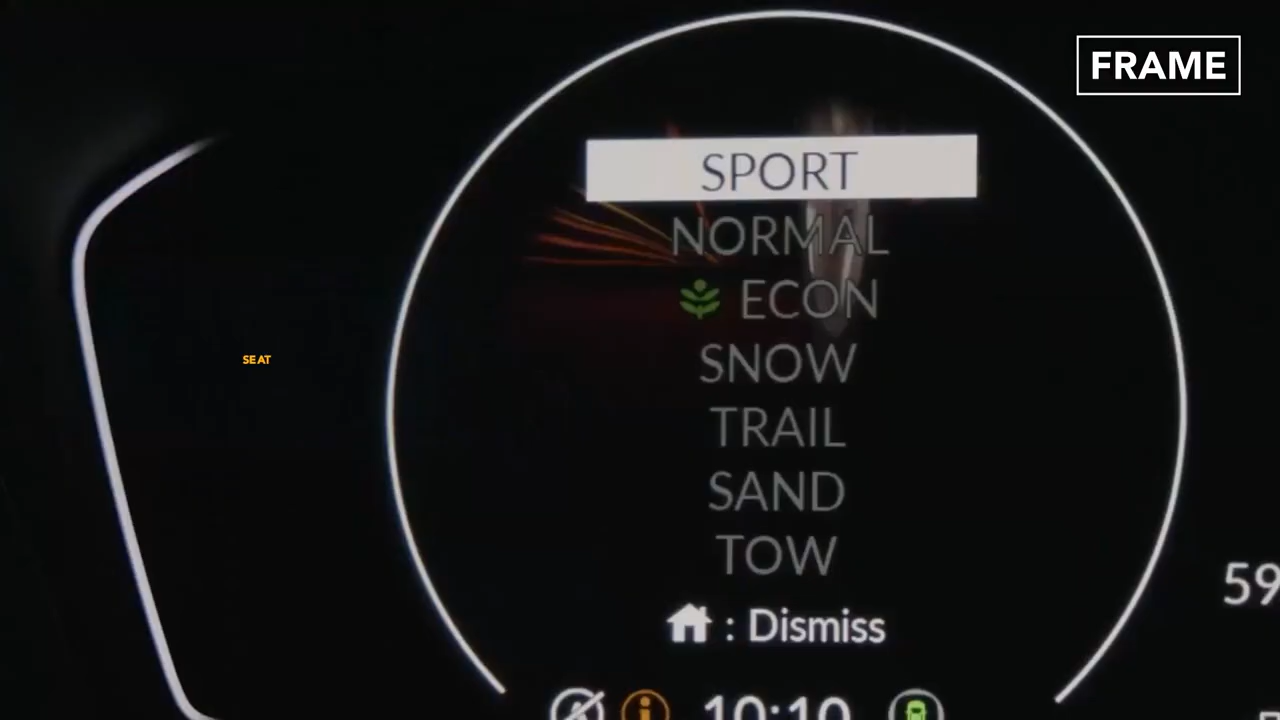 FRAME
SPORT
NORMAL
ECON
SEAT
SNOW
TRAIL
SAND
TOW
59
: Dismiss
10:10